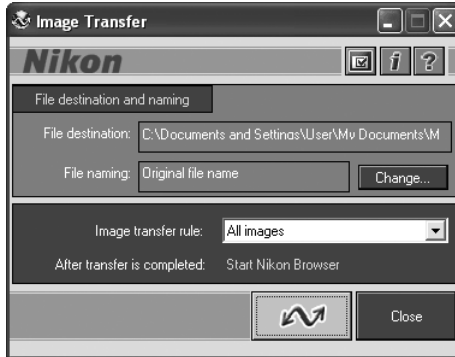 Image Transfer
Nikon
File destination and naming
File destination: C:\Documents and Settings\User\My Documents\M
File naming: Original file name
Change...
Image transfer rule: All images
After transfer is completed: Start Nikon Browser
Close